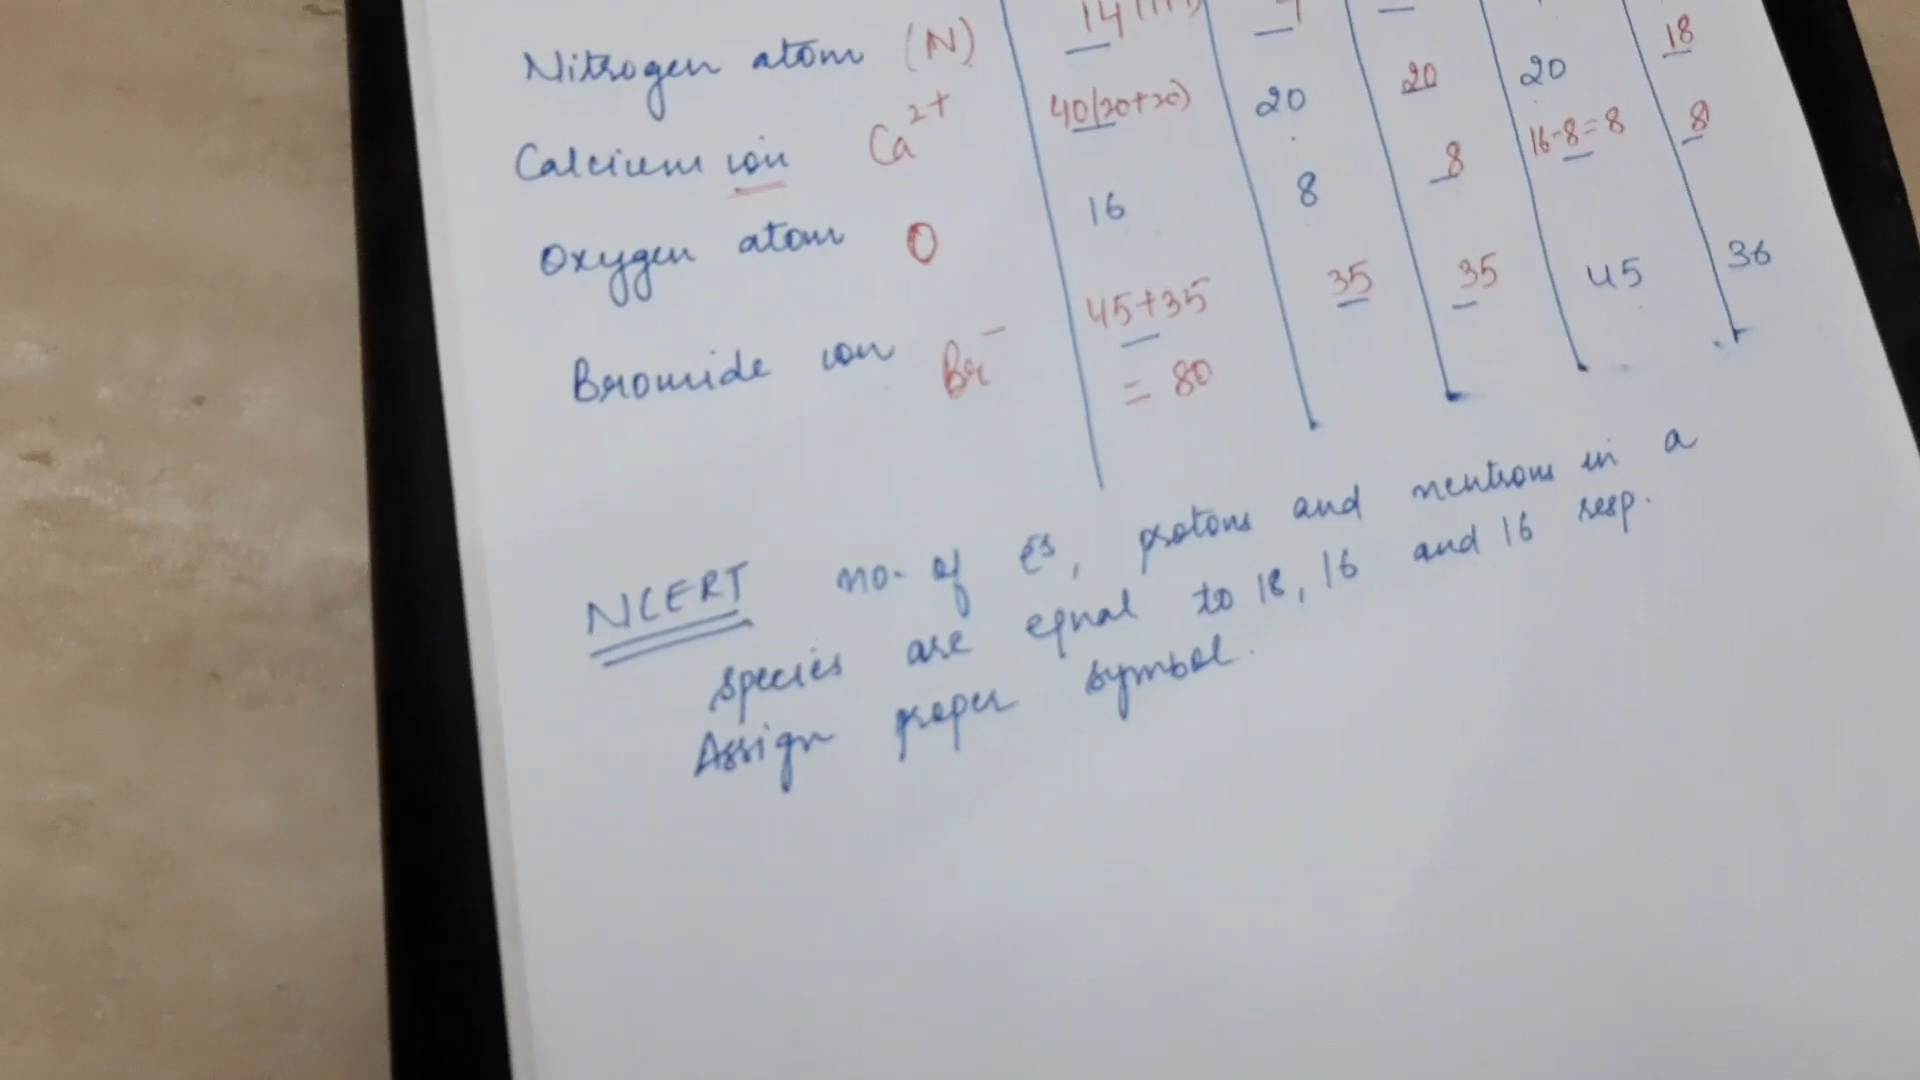 Nitrogen atom (N) 14
Calcium ion Ca²⁺ 40(20+20) 20 20 20 18
Oxygen atom O 16 8 8 16-8=8 8
Bromide ion Br⁻ 45+35 35 35 45 36
= 80
NCERT no. of e⁻s, protons and neutrons in a
species are equal to 18, 16 and 16 resp.
Assign proper symbol.